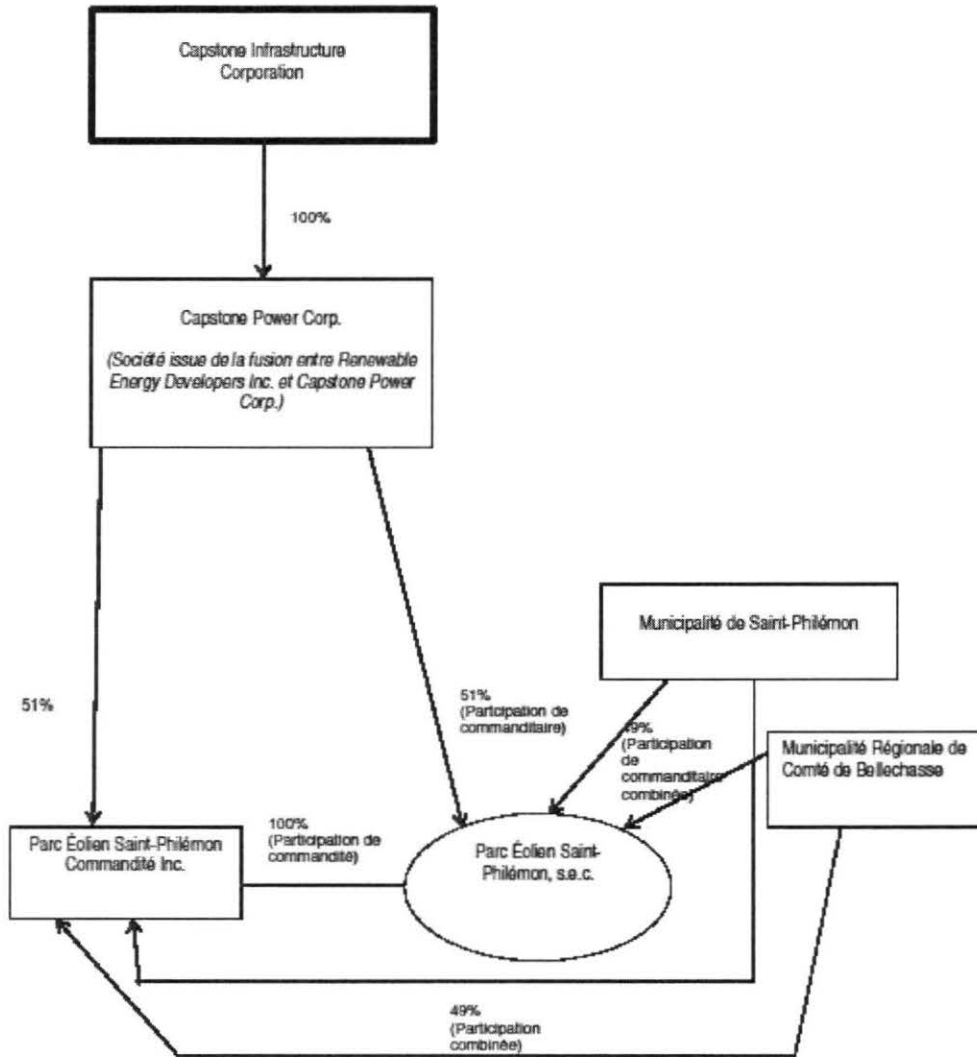 Capstone Infrastructure
Corporation
100%
Capstone Power Corp.
(Société issue de la fusion entre Renewable
Energy Developers Inc. et Capstone Power
Corp.)
Municipalité de Saint-Philémon
51%
51%
(Participation de
commanditaire)
49%
(Participation
de
commanditaire
combinée)
Municipalité Régionale de
Comté de Bellechasse
Parc Éolien Saint-Philémon
Commandité Inc.
100%
(Participation de
commandité)
Parc Éolien Saint-
Philémon, s.e.c.
49%
(Participation
combinée)